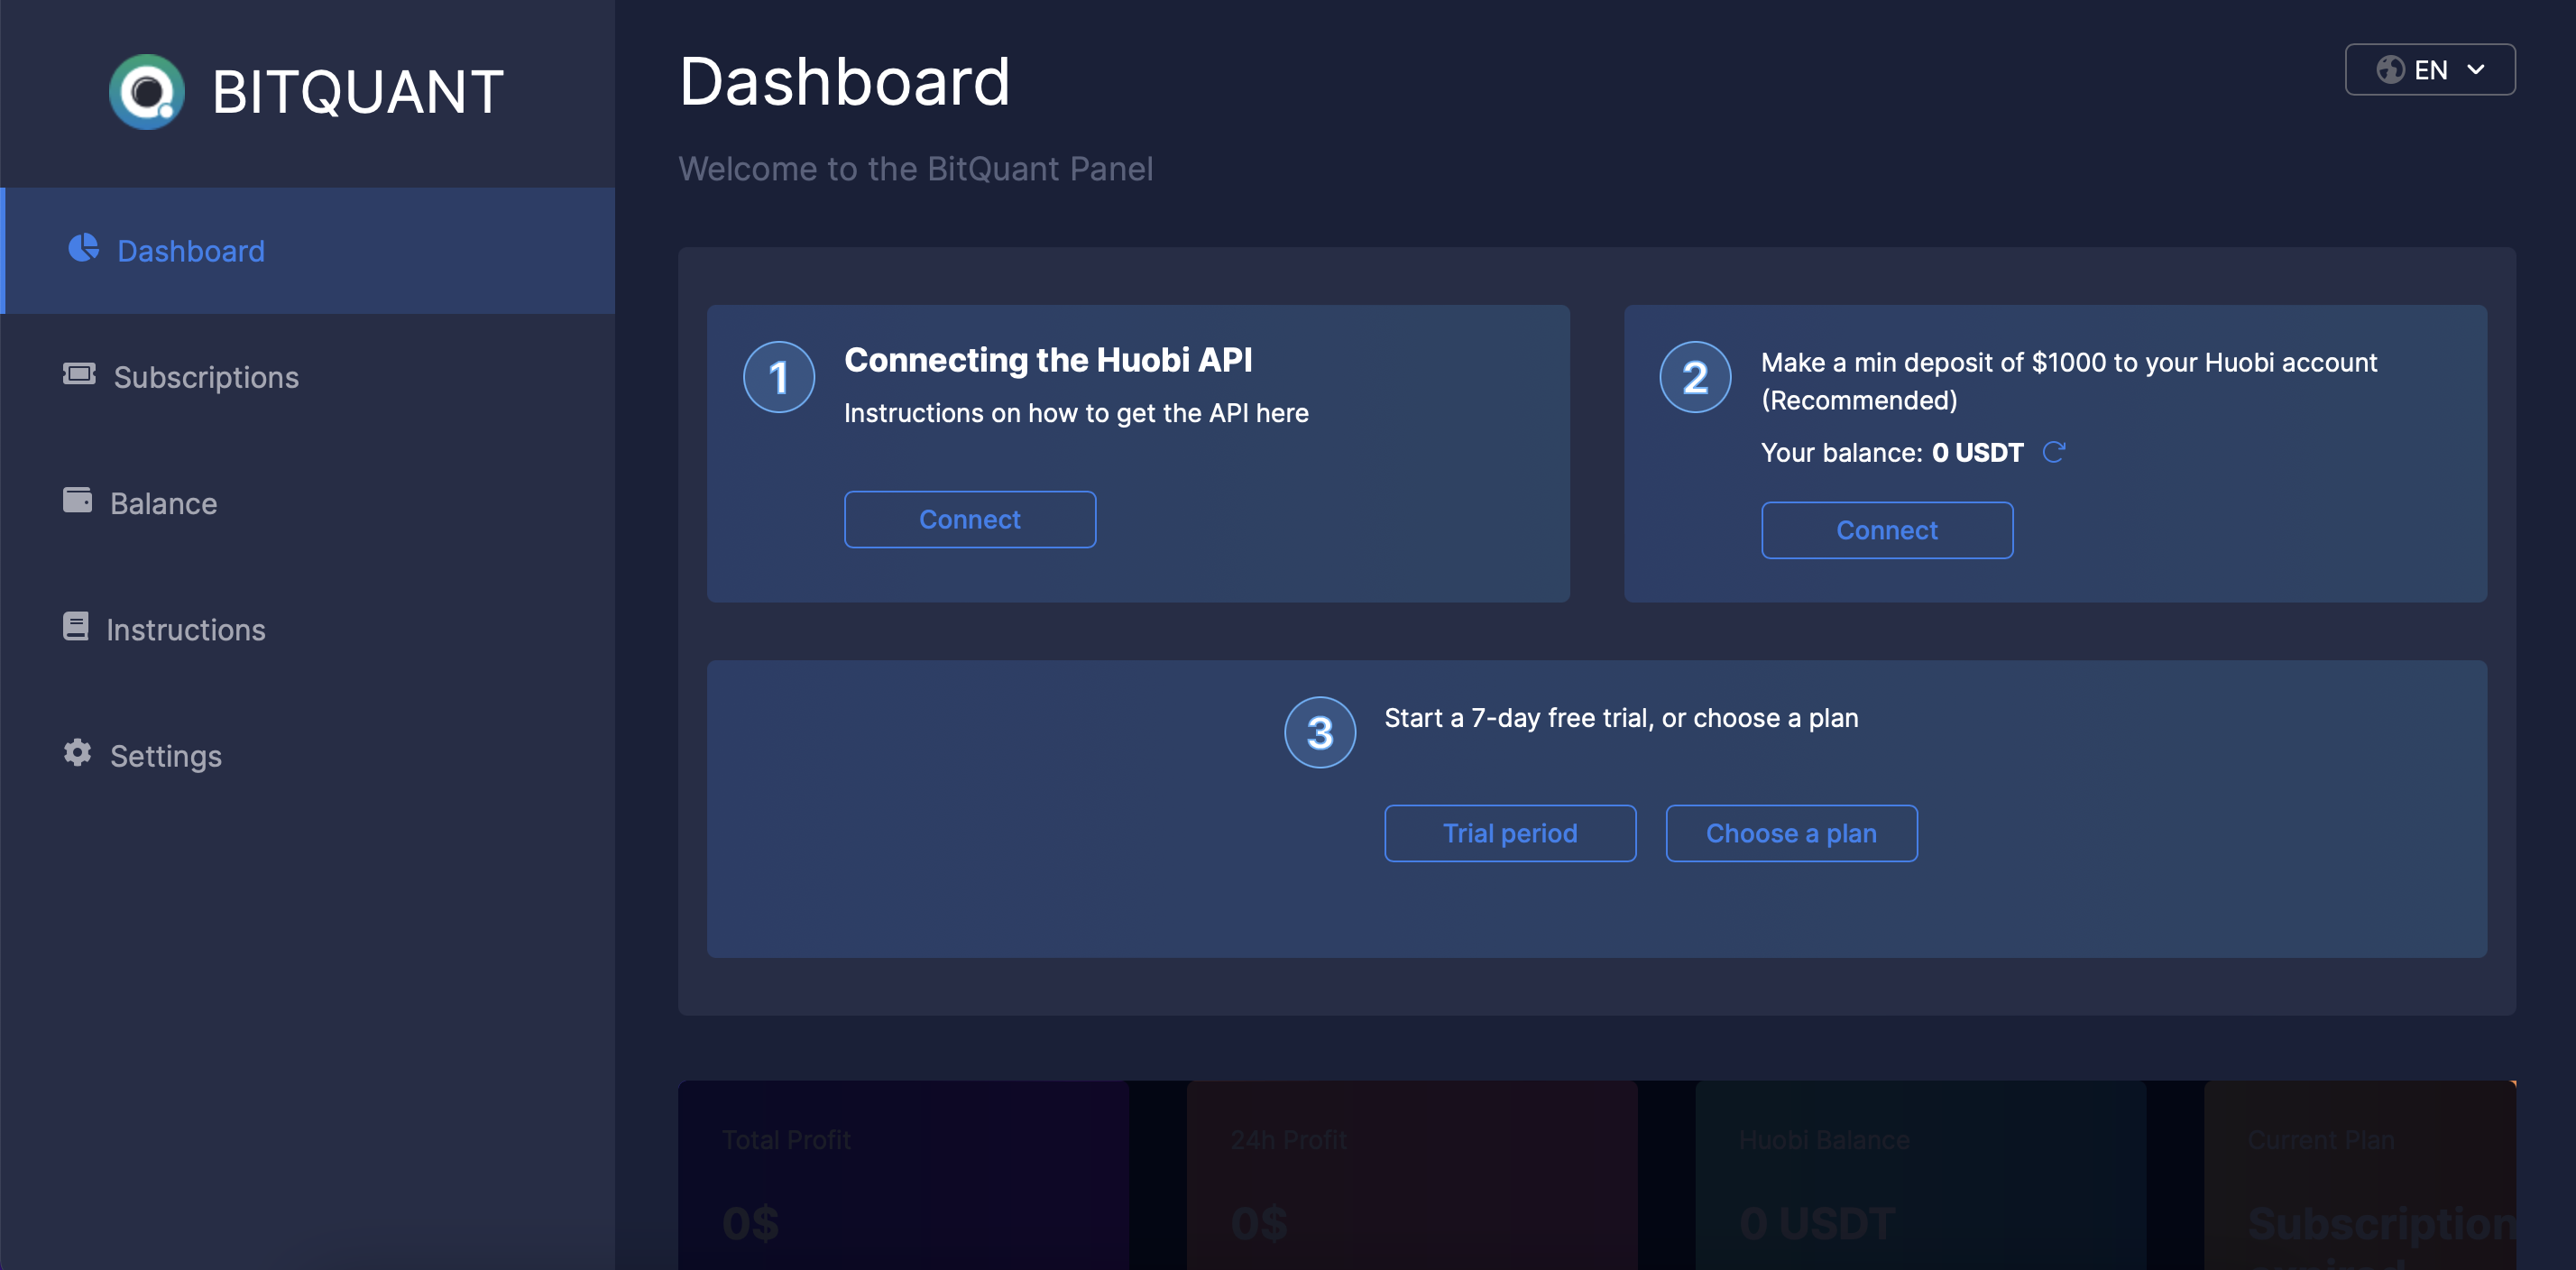 BITQUANT
Dashboard
Subscriptions
Balance
Instructions
Settings
Dashboard
EN
Welcome to the BitQuant Panel
1
Connecting the Huobi API
Instructions on how to get the API here
Connect
2
Make a min deposit of $1000 to your Huobi account
(Recommended)
Your balance: 0 USDT
Connect
3
Start a 7-day free trial, or choose a plan
Trial period
Choose a plan
Total Profit
0$
24h Profit
0$
Huobi Balance
0 USDT
Current Plan
Subscription